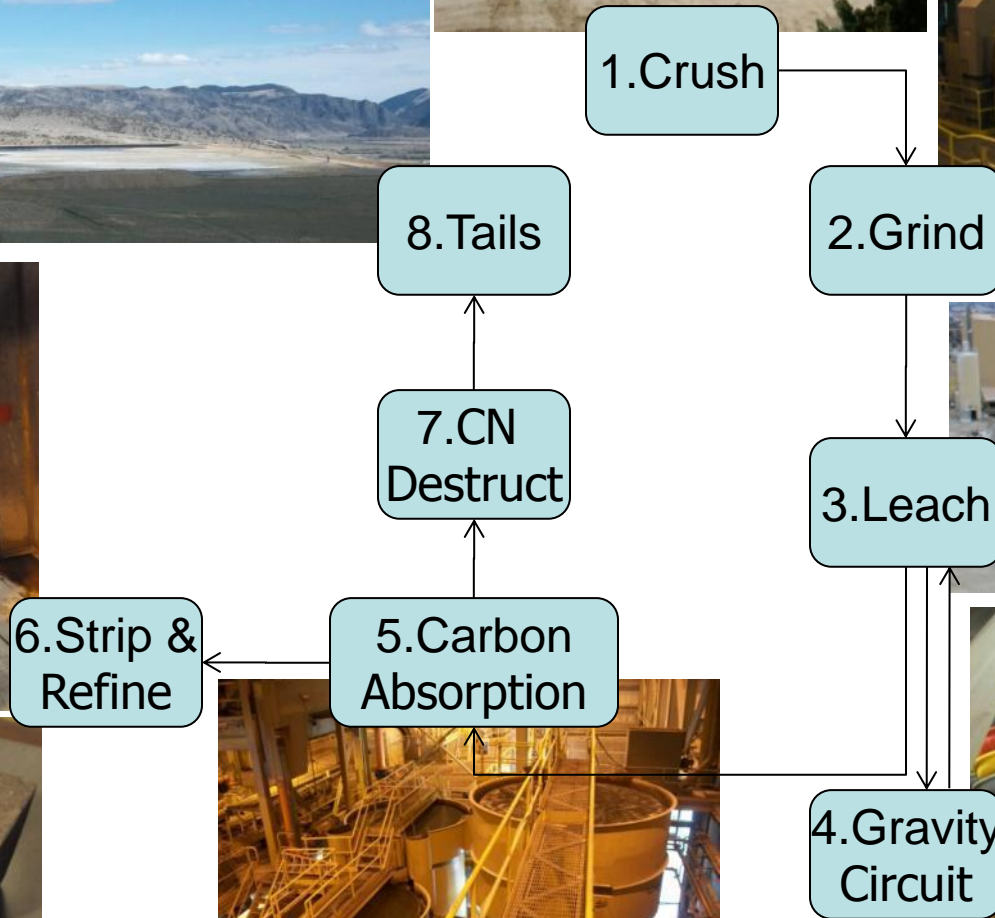 1.Crush
2.Grind
3.Leach
4.Gravity
Circuit
5.Carbon
Absorption
6.Strip &
Refine
7.CN
Destruct
8.Tails